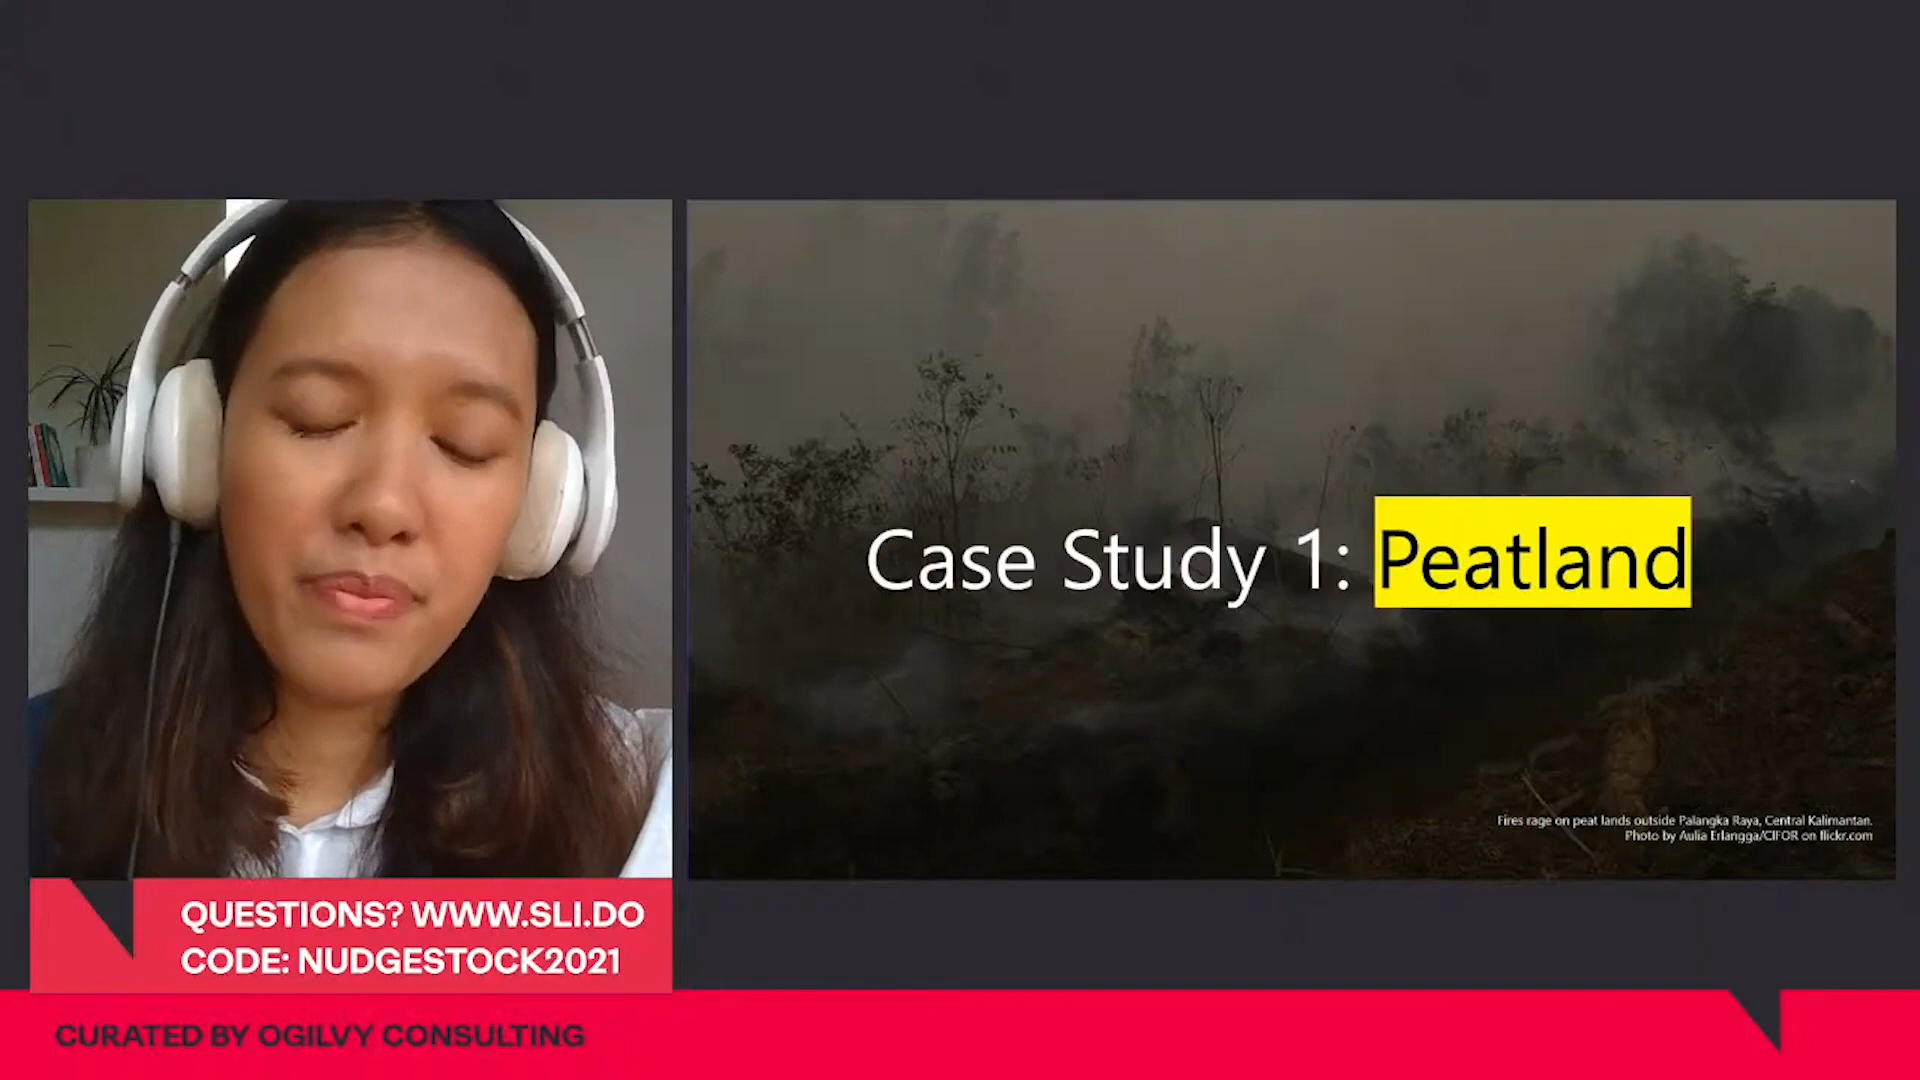 Case Study 1: Peatland
Fires rage on peat lands outside Palangka Raya, Central Kalimantan.
Photo by Aulia Erlangga/CIFOR on flickr.com
QUESTIONS? WWW.SLI.DO
CODE: NUDGESTOCK2021
CURATED BY OGILVY CONSULTING